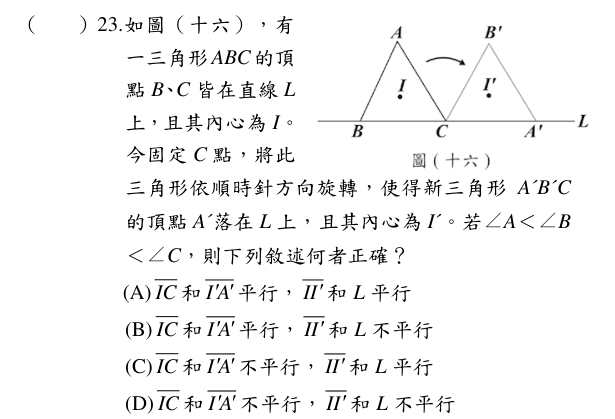 （　　）23.如圖（十六），有
一三角形ABC的頂
點B、C皆在直線L
上，且其內心為I。
今固定C點，將此
三角形依順時針方向旋轉，使得新三角形 A´B´C
的頂點A´落在L上，且其內心為I´。若∠A＜∠B
＜∠C，則下列敘述何者正確？
(A) IC 和 I'A' 平行，II' 和 L 平行
(B) IC 和 I'A' 平行，II' 和 L 不平行
(C) IC 和 I'A' 不平行，II' 和 L 平行
(D) IC 和 I'A' 不平行，II' 和 L 不平行
A B'
I I'
B C A' L
圖(十六)